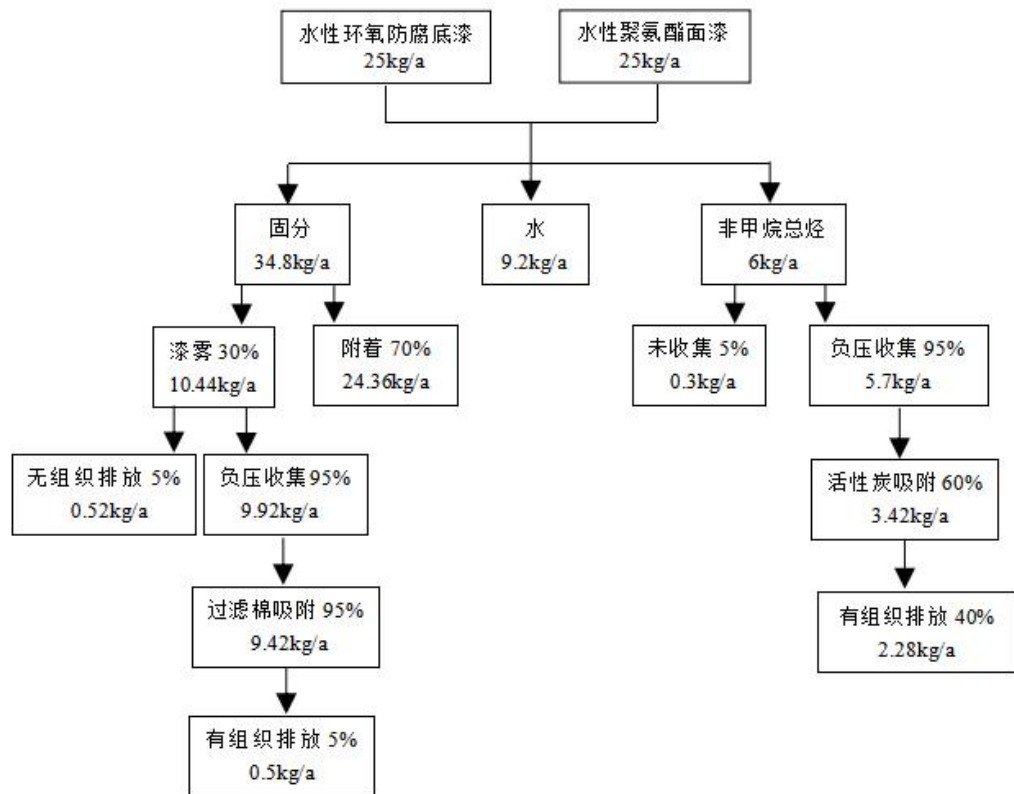 水性环氧防腐底漆
25kg/a
水性聚氨酯面漆
25kg/a
固分
34.8kg/a
水
9.2kg/a
非甲烷总烃
6kg/a
漆雾 30%
10.44kg/a
附着 70%
24.36kg/a
未收集 5%
0.3kg/a
负压收集 95%
5.7kg/a
无组织排放 5%
0.52kg/a
负压收集95%
9.92kg/a
活性炭吸附 60%
3.42kg/a
过滤棉吸附 95%
9.42kg/a
有组织排放 40%
2.28kg/a
有组织排放 5%
0.5kg/a